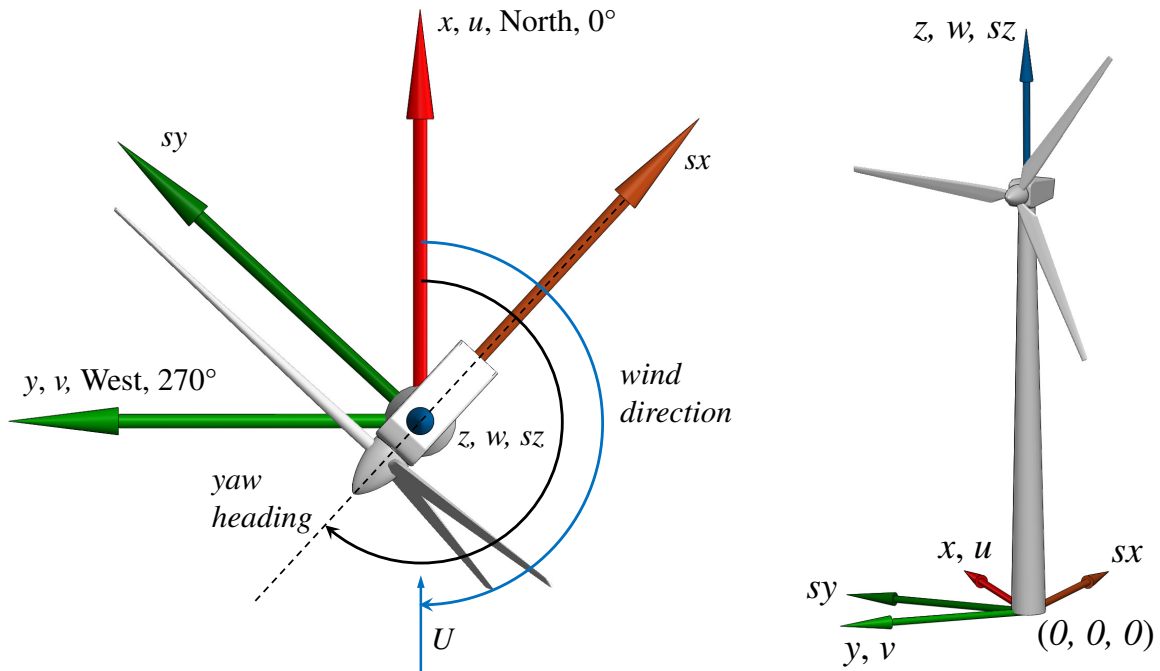 x, u, North, 0°
sy
sx
y, v, West, 270°
wind
direction
z, w, sz
yaw
heading
U
z, w, sz
x, u
sx
sy
(0, 0, 0)
y, v